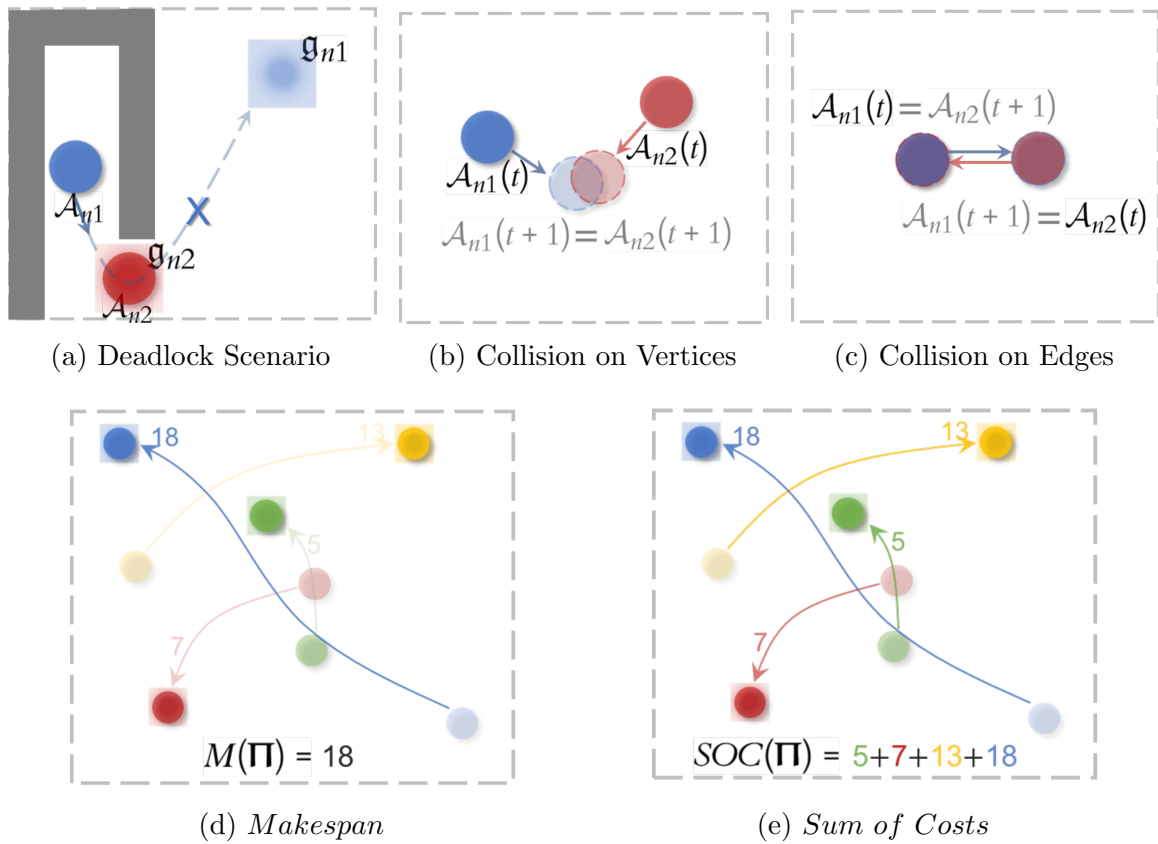 𝔤n1
𝒜n1
𝔤n2
𝒜n2
X
(a) Deadlock Scenario
𝒜n1(t)
𝒜n2(t)
𝒜n1(t + 1) = 𝒜n2(t + 1)
(b) Collision on Vertices
𝒜n1(t) = 𝒜n2(t + 1)
𝒜n1(t + 1) = 𝒜n2(t)
(c) Collision on Edges
18
13
5
7
M(Π) = 18
(d) Makespan
18
13
5
7
SOC(Π) = 5+7+13+18
(e) Sum of Costs